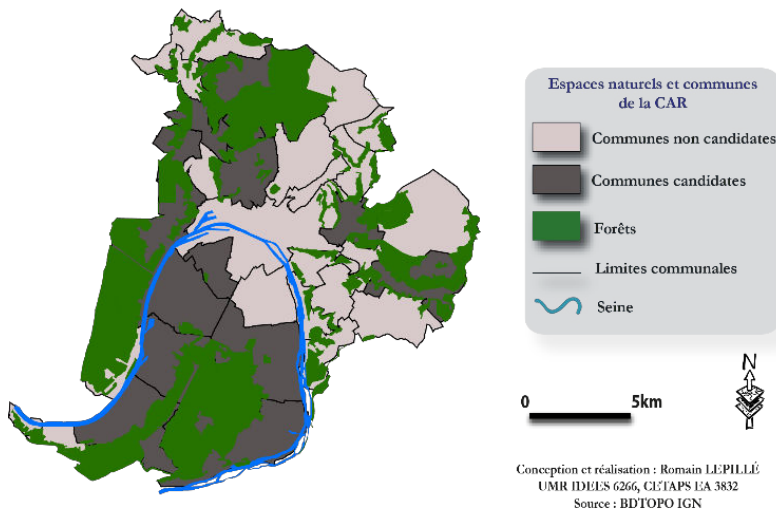 Espaces naturels et communes
de la CAR
Communes non candidates
Communes candidates
Forêts
Limites communales
Seine
N
0 5km
Conception et réalisation : Romain LEPILLÉ
UMR IDEES 6266, CETAPS EA 3832
Source : BDTOPO IGN